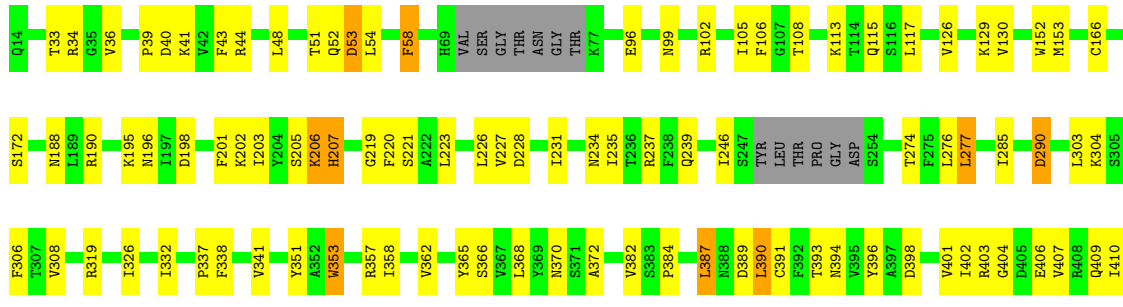 Q14 T33 R34 G35 V36 P39 D40 K41 V42 F43 R44 L48 T51 Q52 D53 L54 F58 H69 VAL SER GLY THR ASN GLY THR K77 E96 N99 R102 I105 F106 G107 T108 K113 T114 Q115 S116 L117 V126 K129 V130 W152 M153 C166
S172 N188 L189 R190 K195 N196 I197 D198 F201 K202 I203 Y204 S205 K206 H207 G219 F220 S221 A222 L223 L226 V227 D228 I231 N234 I235 T236 R237 F238 Q239 I246 S247 TYR LEU THR PRO GLY ASP S254 T274 F275 L276 L277 I285 D290 L303 K304 S305
F306 T307 V308 R319 I326 I332 P337 F338 V341 Y351 A352 W353 R357 I358 V362 Y365 S366 V367 L368 Y369 N370 S371 A372 V382 S383 P384 L387 N388 D389 L390 C391 F392 T393 N394 V395 Y396 A397 D398 V401 I402 R403 G404 D405 E406 V407 R408 Q409 I410